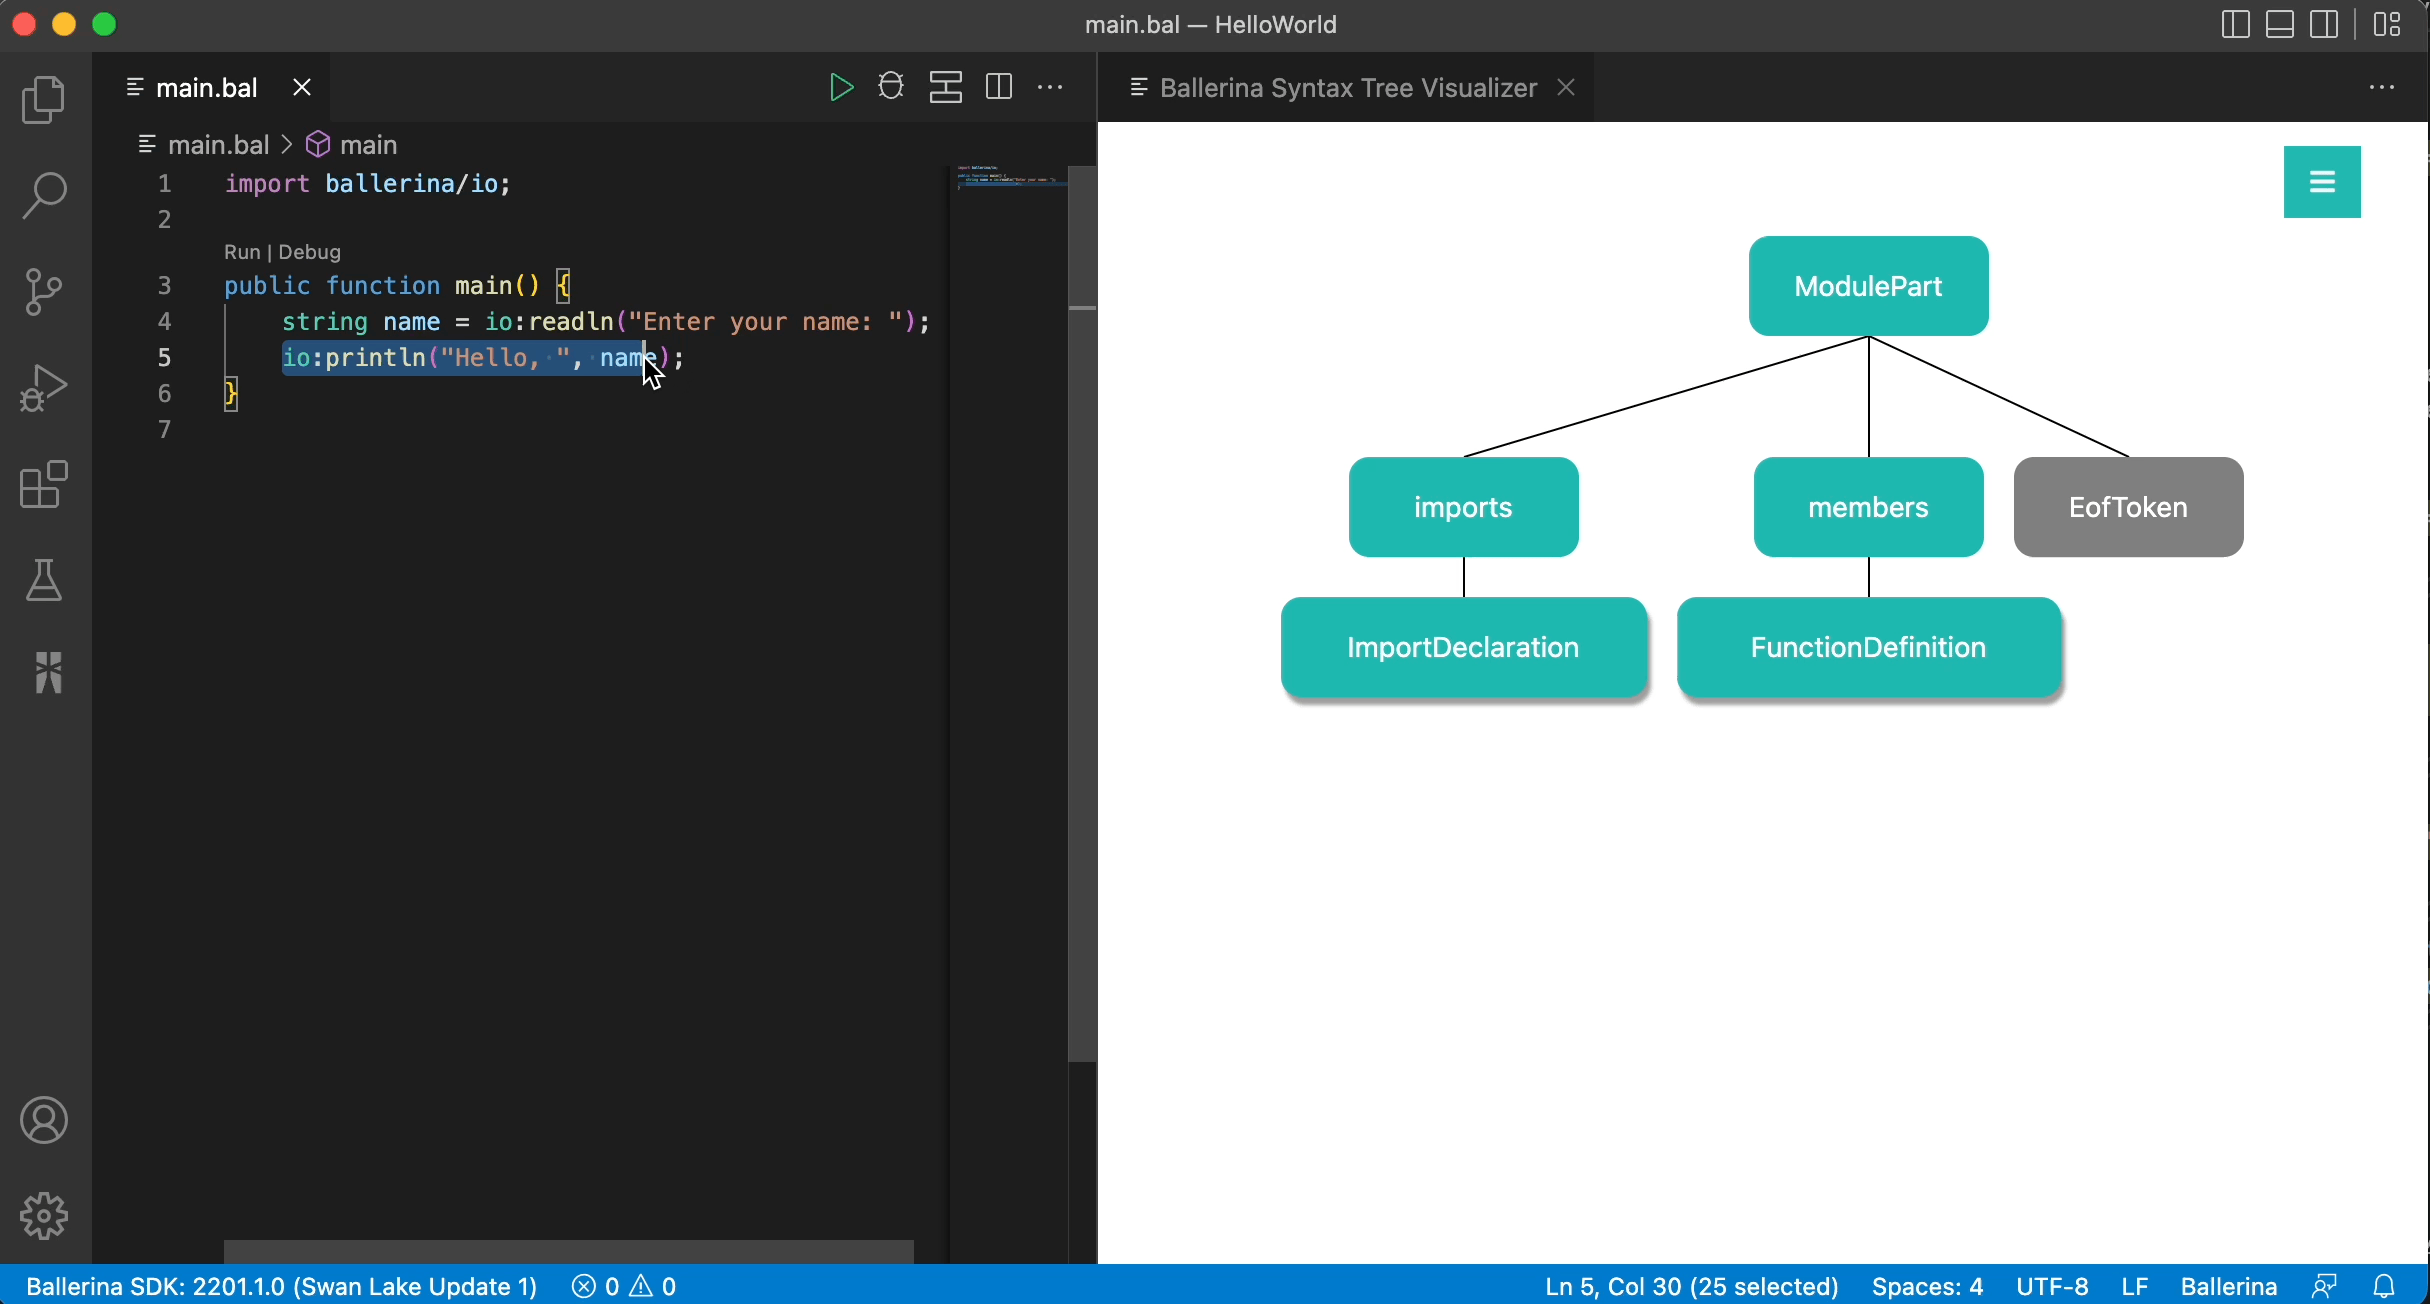 main.bal — HelloWorld
main.bal
Ballerina Syntax Tree Visualizer
main.bal > main
1 import ballerina/io;
2
Run | Debug
3 public function main() {
4 string name = io:readln("Enter your name: ");
5 io:println("Hello, ", name);
6 }
7
ModulePart
imports
members
EofToken
ImportDeclaration
FunctionDefinition
Ballerina SDK: 2201.1.0 (Swan Lake Update 1) 0 0
Ln 5, Col 30 (25 selected) Spaces: 4 UTF-8 LF Ballerina